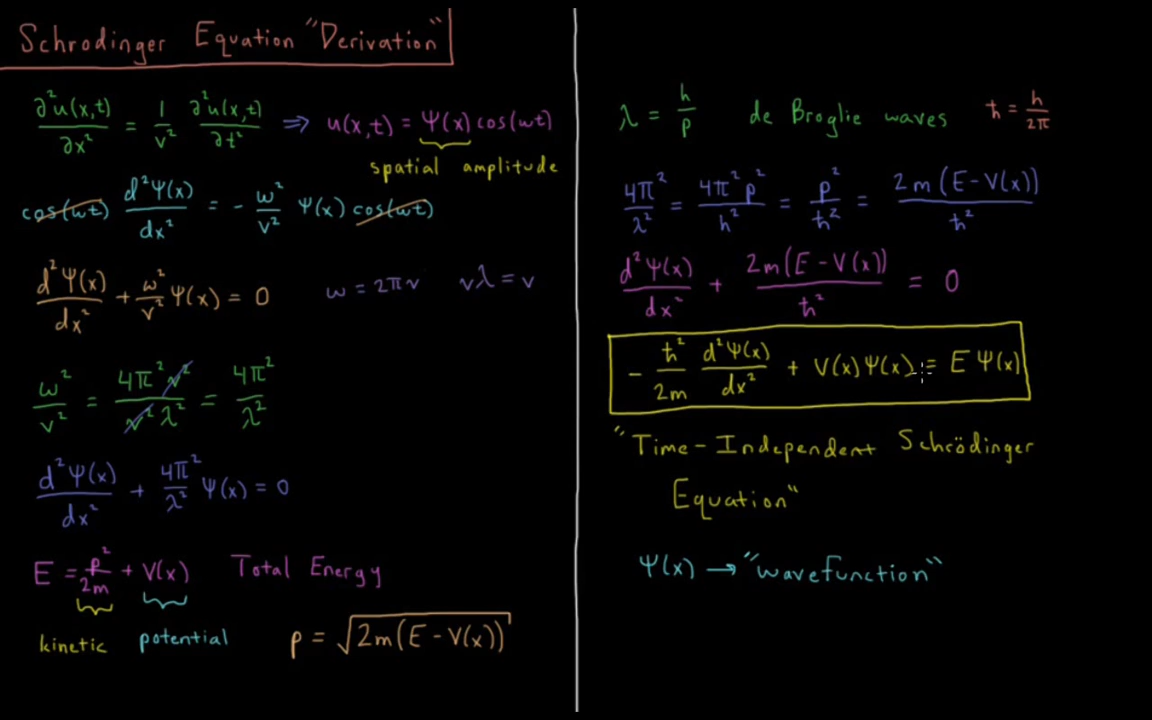 Schrodinger Equation "Derivation"
∂²u(x,t)/∂x² = 1/v² ∂²u(x,t)/∂t² ⇒ u(x,t) = Ψ(x) cos(ωt)
spatial amplitude
cos(ωt) d²Ψ(x)/dx² = - ω²/v² Ψ(x) cos(ωt)
d²Ψ(x)/dx² + ω²/v² Ψ(x) = 0 ω = 2πν νλ = v
ω²/v² = 4π²ν²/ν²λ² = 4π²/λ²
d²Ψ(x)/dx² + 4π²/λ² Ψ(x) = 0
E = p²/2m + V(x) Total Energy
kinetic potential p = √2m(E - V(x))
λ = h/p de Broglie waves ħ = h/2π
4π²/λ² = 4π²p²/h² = p²/ħ² = 2m(E-V(x))/ħ²
d²Ψ(x)/dx² + 2m(E-V(x))/ħ² = 0
- ħ²/2m d²Ψ(x)/dx² + V(x)Ψ(x) = EΨ(x)
"Time-Independent Schrödinger
Equation"
Ψ(x) → "wavefunction"